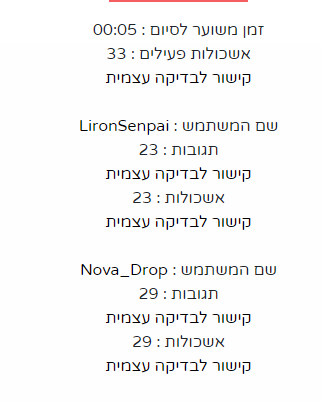 זמן משוער לסיום : 00:05
אשכולות פעילים : 33
קישור לבדיקה עצמית
שם המשתמש : LironSenpai
תגובות : 23
קישור לבדיקה עצמית
אשכולות : 23
קישור לבדיקה עצמית
שם המשתמש : Nova_Drop
תגובות : 29
קישור לבדיקה עצמית
אשכולות : 29
קישור לבדיקה עצמית